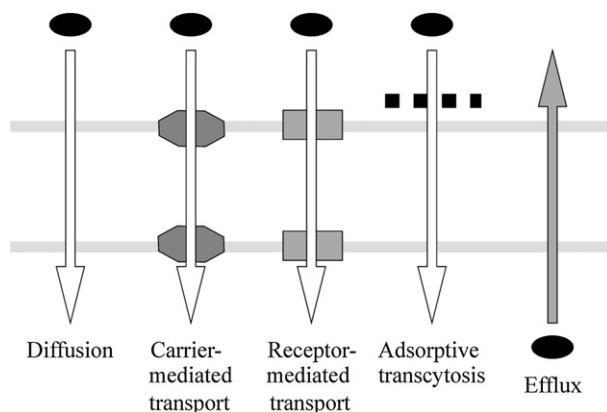 Diffusion
Carrier-
mediated
transport
Receptor-
mediated
transport
Adsorptive
transcytosis
Efflux